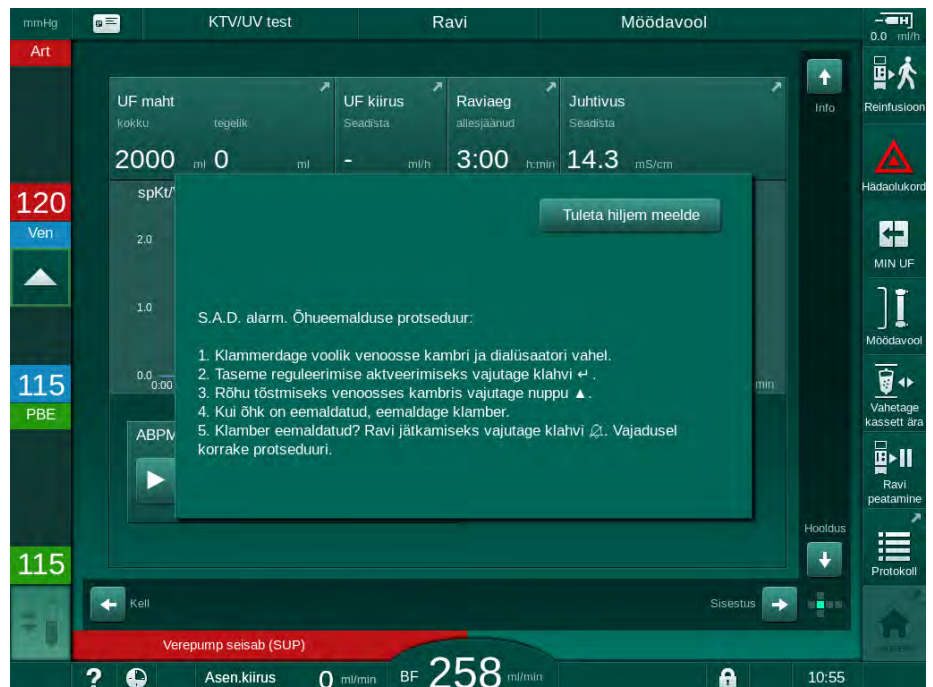 mmHg
KTV/UV test
Ravi
Möödavool
0.0 ml/h
Art
Info
Reinfusioon
UF maht
UF kiirus
Raviaeg
Juhtivus
kokku
tegelik
Seadista
allesjäänud
Seadista
2000 ml 0 ml
- ml/h
3:00 h:min
14.3 mS/cm
Hädaolukord
120
Ven
spKt/
Tuleta hiljem meelde
2.0
MIN UF
1.0
S.A.D. alarm. Õhueemalduse protseduur:
1. Klammerdage voolik venoosse kambri ja dialüsaatori vahel.
2. Taseme reguleerimise aktveerimiseks vajutage klahvi ↵ .
3. Rõhu tõstmiseks venoosses kambris vajutage nuppu ▲.
4. Kui õhk on eemaldatud, eemaldage klamber.
5. Klamber eemaldatud? Ravi jätkamiseks vajutage klahvi . Vajadusel
korrake protseduuri.
Möödavool
0.0
0:00
min
115
PBE
Vahetage
kassett ära
ABPM
Ravi
peatamine
Hooldus
115
Protokoll
Kell
Sisestus
Verepump seisab (SUP)
? Asen.kiirus 0 ml/min BF 258 ml/min 10:55